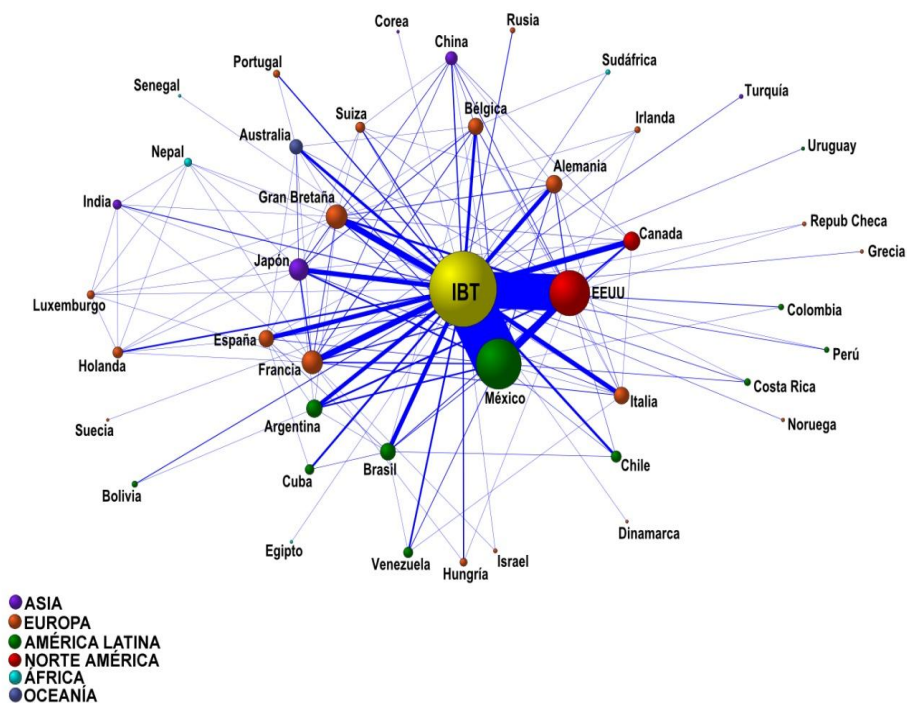 Rusia
Corea
China
Portugal
Sudáfrica
Senegal
Turquía
Suiza
Bélgica
Irlanda
Australia
Uruguay
Nepal
Alemania
Gran Bretaña
India
Repub Checa
Canada
Grecia
Japón
IBT
EEUU
Luxemburgo
Colombia
España
Perú
Holanda
Francia
Costa Rica
México
Italia
Noruega
Suecia
Argentina
Brasil
Chile
Cuba
Bolivia
Dinamarca
Egipto
Venezuela
Israel
Hungría
ASIA
EUROPA
AMÉRICA LATINA
NORTE AMÉRICA
ÁFRICA
OCEANÍA